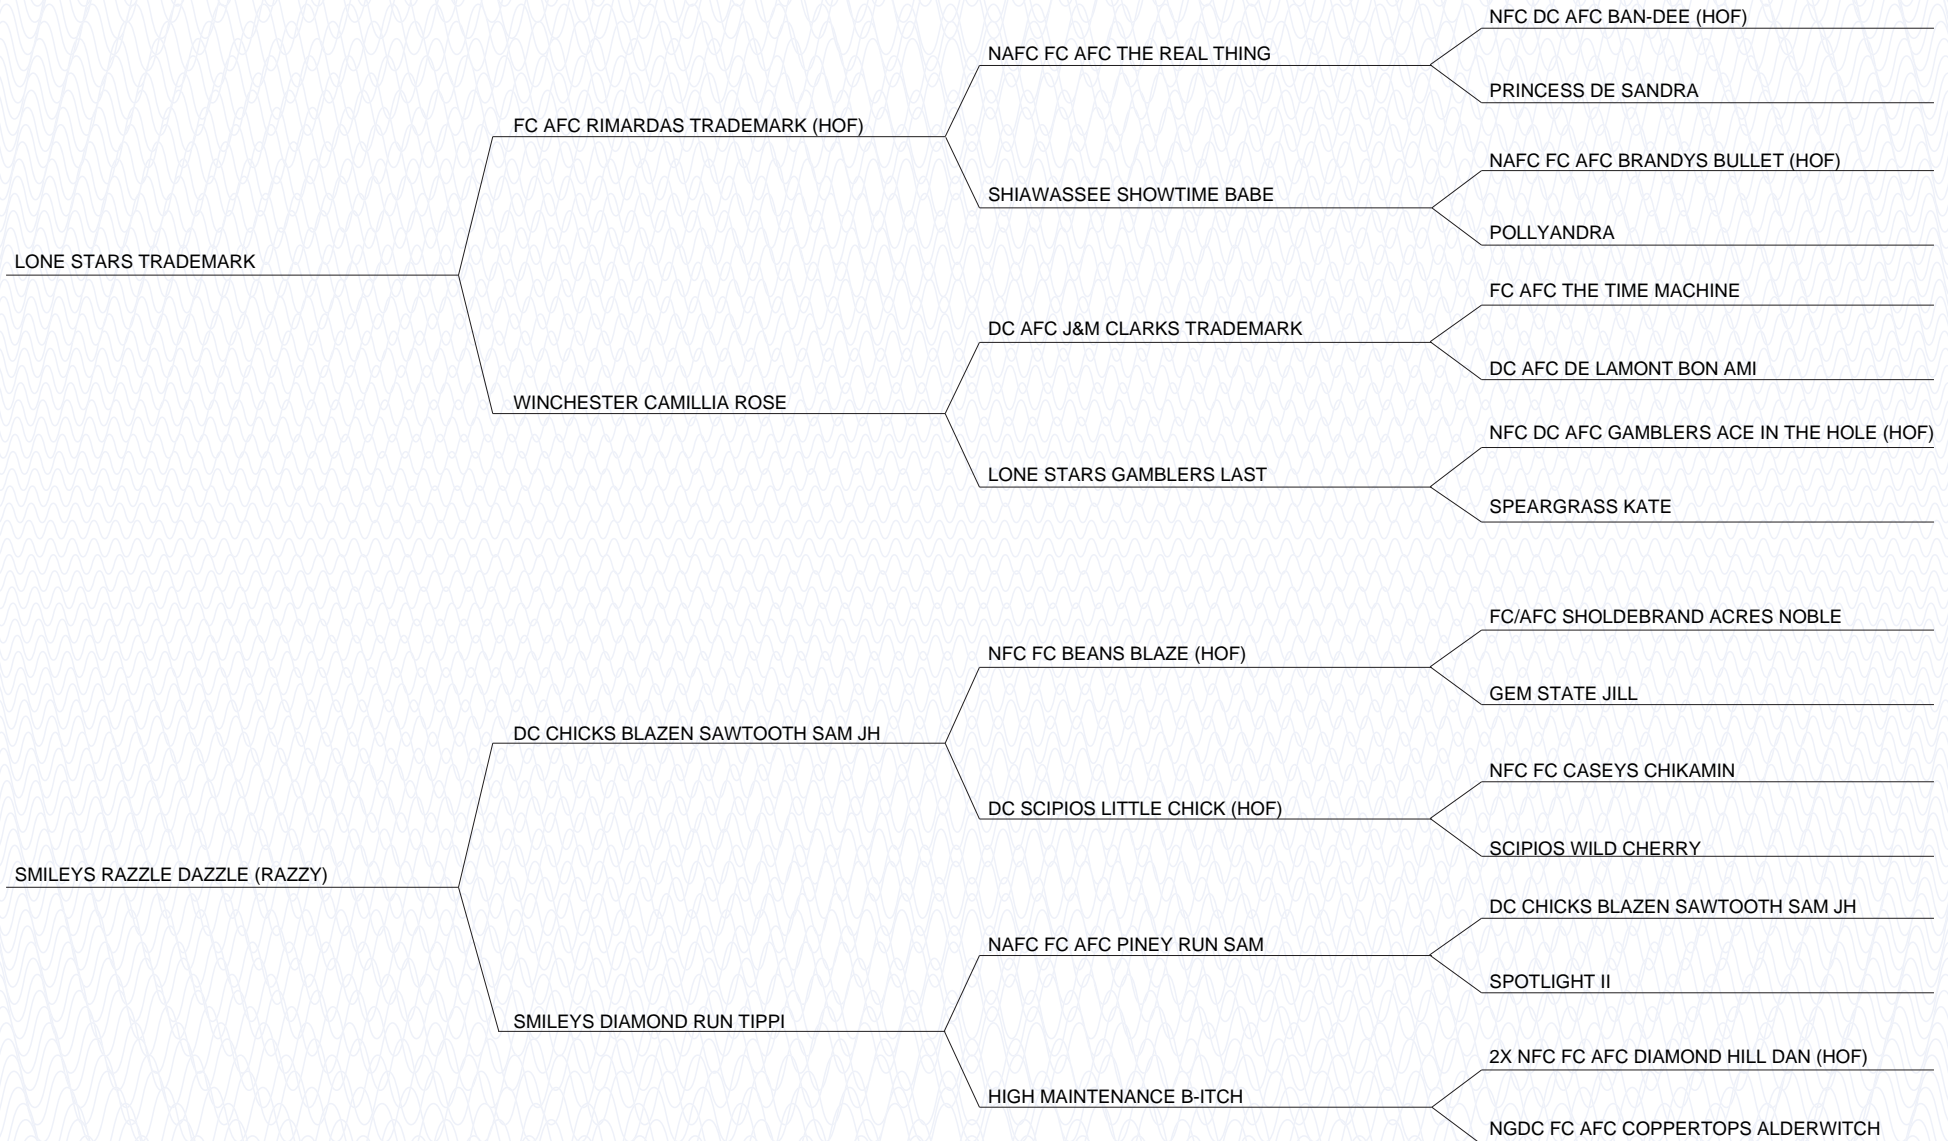 NFC DC AFC BAN-DEE (HOF)
NAFC FC AFC THE REAL THING
PRINCESS DE SANDRA
FC AFC RIMARDAS TRADEMARK (HOF)
NAFC FC AFC BRANDYS BULLET (HOF)
SHIAWASSEE SHOWTIME BABE
POLLYANDRA
LONE STARS TRADEMARK
FC AFC THE TIME MACHINE
DC AFC J&M CLARKS TRADEMARK
DC AFC DE LAMONT BON AMI
WINCHESTER CAMILLIA ROSE
NFC DC AFC GAMBLERS ACE IN THE HOLE (HOF)
LONE STARS GAMBLERS LAST
SPEARGRASS KATE
FC/AFC SHOLDEBRAND ACRES NOBLE
NFC FC BEANS BLAZE (HOF)
GEM STATE JILL
DC CHICKS BLAZEN SAWTOOTH SAM JH
NFC FC CASEYS CHIKAMIN
DC SCIPIOS LITTLE CHICK (HOF)
SCIPIOS WILD CHERRY
SMILEYS RAZZLE DAZZLE (RAZZY)
DC CHICKS BLAZEN SAWTOOTH SAM JH
NAFC FC AFC PINEY RUN SAM
SPOTLIGHT II
SMILEYS DIAMOND RUN TIPPI
2X NFC FC AFC DIAMOND HILL DAN (HOF)
HIGH MAINTENANCE B-ITCH
NGDC FC AFC COPPERTOPS ALDERWITCH